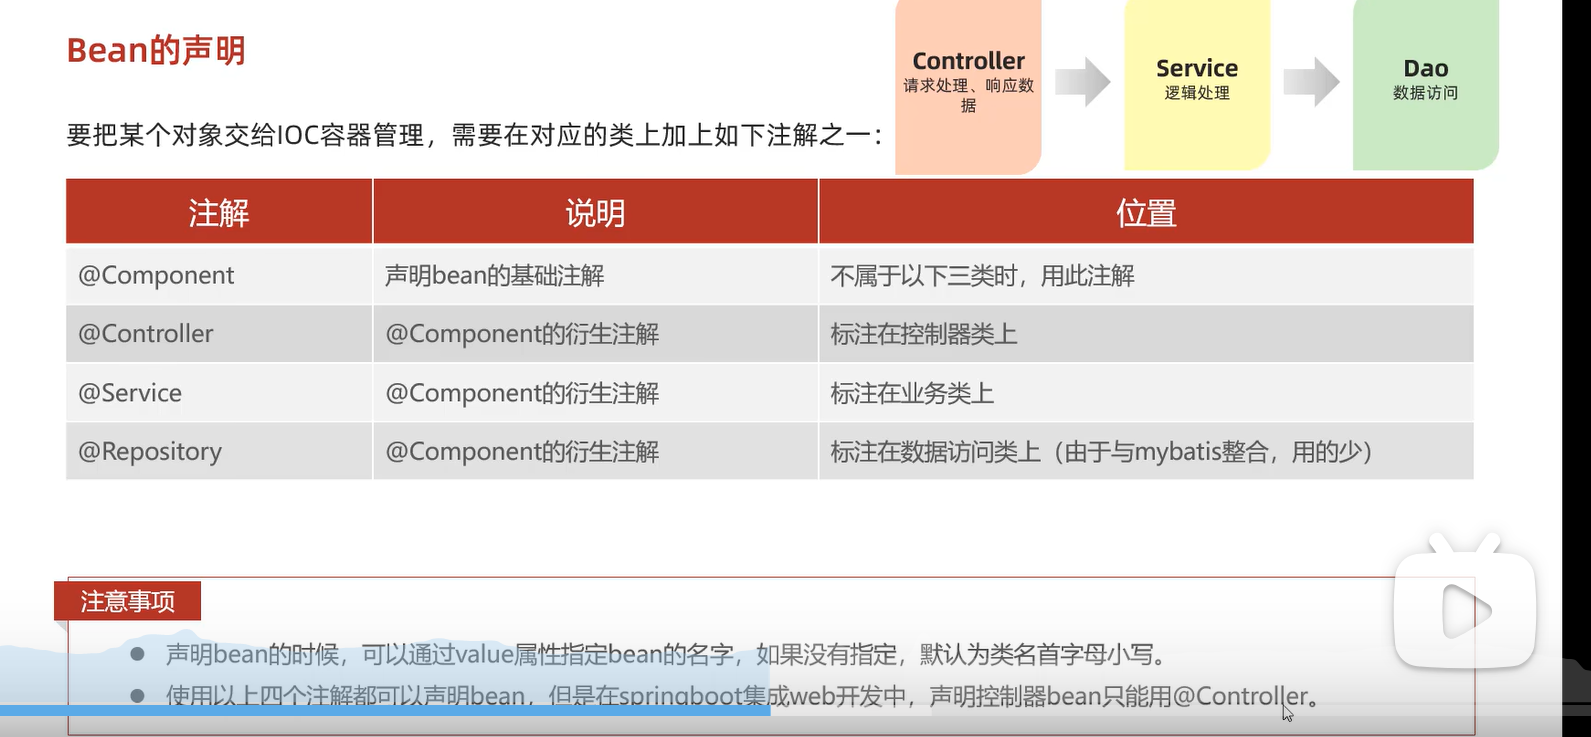 Bean的声明
Controller
请求处理、响应数
据
Service
逻辑处理
Dao
数据访问
要把某个对象交给IOC容器管理，需要在对应的类上加上如下注解之一：
注解 说明 位置
@Component 声明bean的基础注解 不属于以下三类时，用此注解
@Controller @Component的衍生注解 标注在控制器类上
@Service @Component的衍生注解 标注在业务类上
@Repository @Component的衍生注解 标注在数据访问类上（由于与mybatis整合，用的少）
注意事项
● 声明bean的时候，可以通过value属性指定bean的名字，如果没有指定，默认为类名首字母小写。
● 使用以上四个注解都可以声明bean，但是在springboot集成web开发中，声明控制器bean只能用@Controller。